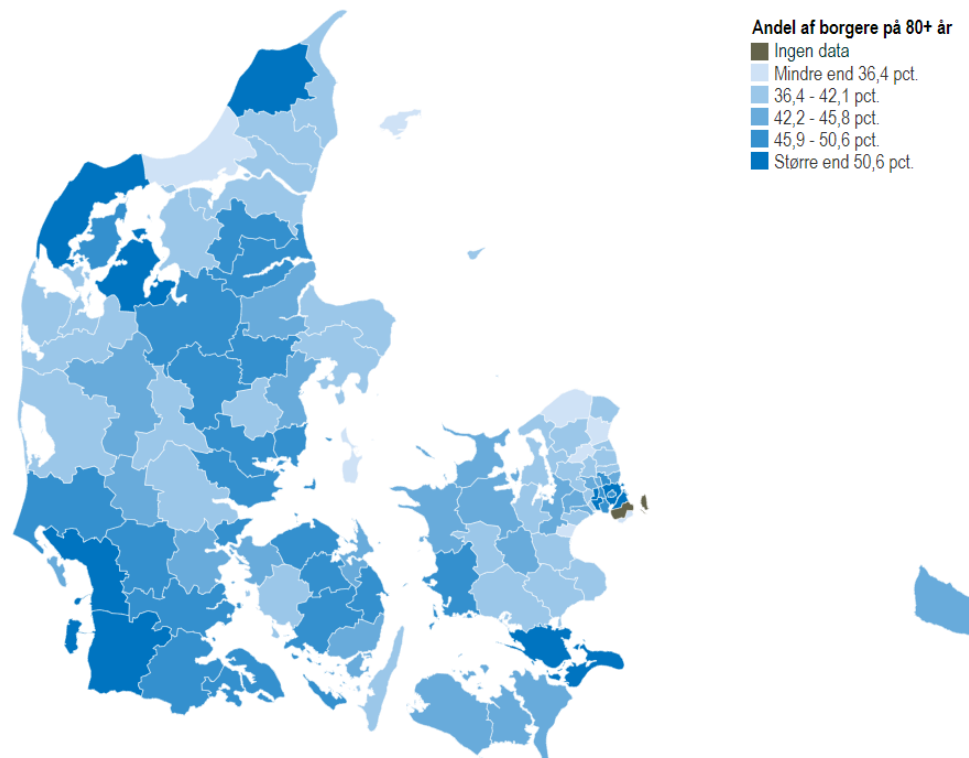 Andel af borgere på 80+ år
Ingen data
Mindre end 36,4 pct.
36,4 - 42,1 pct.
42,2 - 45,8 pct.
45,9 - 50,6 pct.
Større end 50,6 pct.